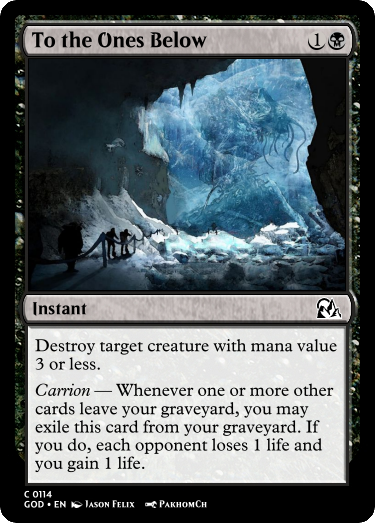 To the Ones Below 1
Instant
Destroy target creature with mana value
3 or less.
Carrion — Whenever one or more other
cards leave your graveyard, you may
exile this card from your graveyard. If
you do, each opponent loses 1 life and
you gain 1 life.
C 0114
GOD • EN Jason Felix PakhomCh